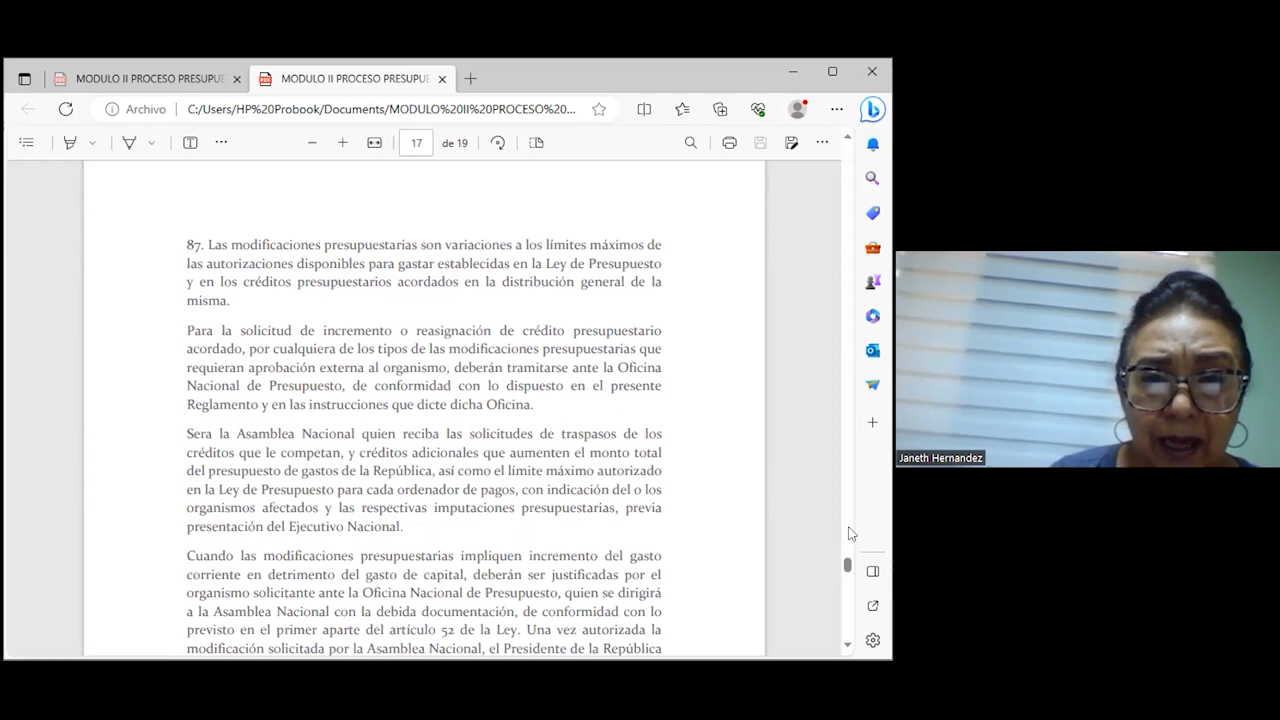 MODULO II PROCESO PRESUPUE
MODULO II PROCESO PRESUPUE
Archivo
C:/Users/HP%20Probook/Documents/MODULO%20II%20PROCESO%20...
17
de 19
87. Las modificaciones presupuestarias son variaciones a los límites máximos de
las autorizaciones disponibles para gastar establecidas en la Ley de Presupuesto
y en los créditos presupuestarios acordados en la distribución general de la
misma.
Para la solicitud de incremento o reasignación de crédito presupuestario
acordado, por cualquiera de los tipos de las modificaciones presupuestarias que
requieran aprobación externa al organismo, deberán tramitarse ante la Oficina
Nacional de Presupuesto, de conformidad con lo dispuesto en el presente
Reglamento y en las instrucciones que dicte dicha Oficina.
Sera la Asamblea Nacional quien reciba las solicitudes de traspasos de los
créditos que le competan, y créditos adicionales que aumenten el monto total
del presupuesto de gastos de la República, así como el límite máximo autorizado
en la Ley de Presupuesto para cada ordenador de pagos, con indicación del o los
organismos afectados y las respectivas imputaciones presupuestarias, previa
presentación del Ejecutivo Nacional.
Cuando las modificaciones presupuestarias impliquen incremento del gasto
corriente en detrimento del gasto de capital, deberán ser justificadas por el
organismo solicitante ante la Oficina Nacional de Presupuesto, quien se dirigirá
a la Asamblea Nacional con la debida documentación, de conformidad con lo
previsto en el primer aparte del artículo 52 de la Ley. Una vez autorizada la
modificación solicitada por la Asamblea Nacional, el Presidente de la República
Janeth Hernandez